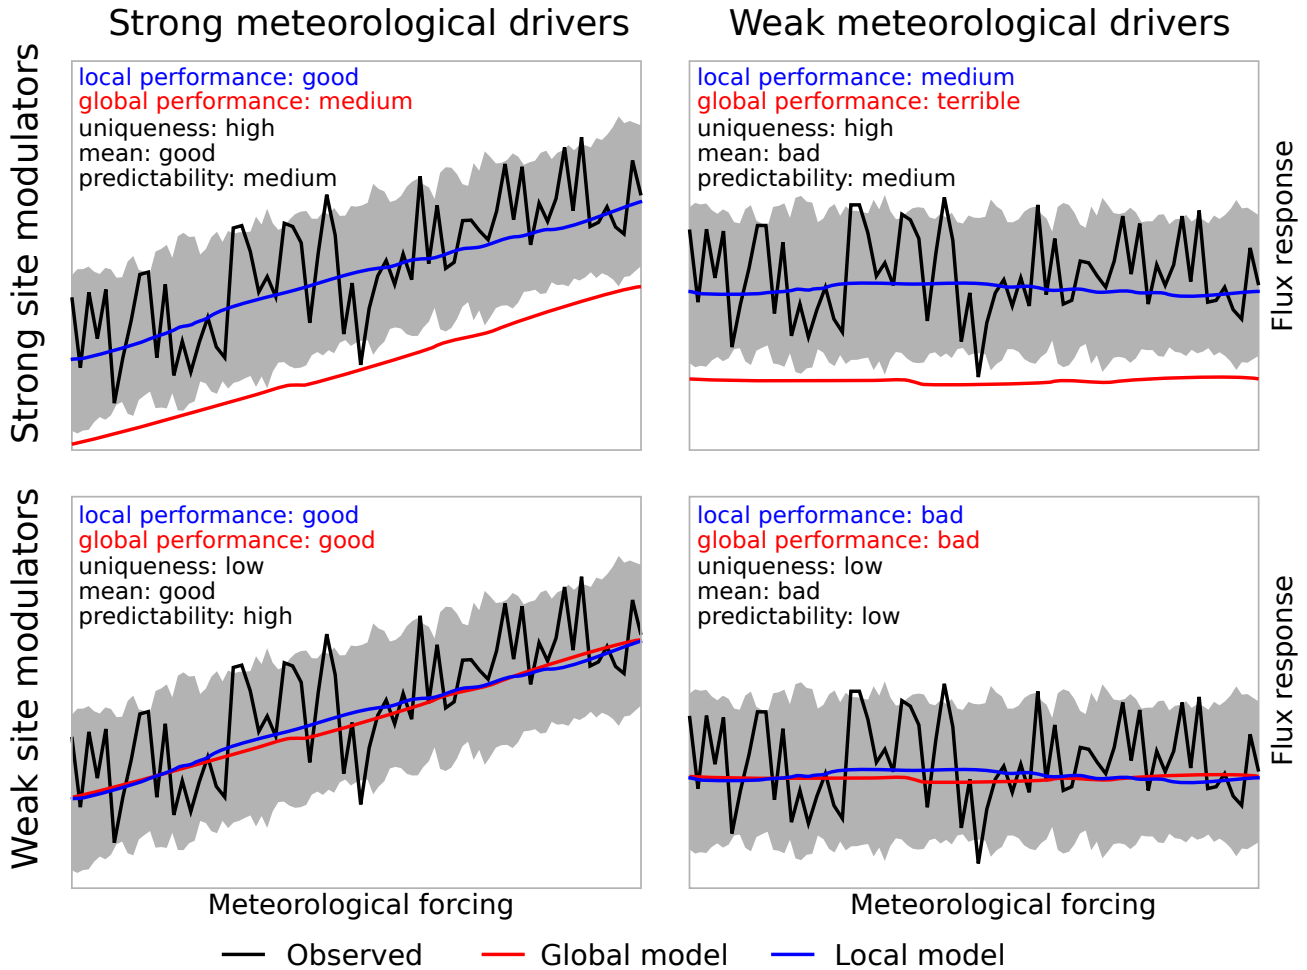 Strong meteorological drivers
Weak meteorological drivers
Strong site modulators
local performance: good
global performance: medium
uniqueness: high
mean: good
predictability: medium
local performance: medium
global performance: terrible
uniqueness: high
mean: bad
predictability: medium
Flux response
Weak site modulators
local performance: good
global performance: good
uniqueness: low
mean: good
predictability: high
local performance: bad
global performance: bad
uniqueness: low
mean: bad
predictability: low
Flux response
Meteorological forcing
Meteorological forcing
Observed
Global model
Local model